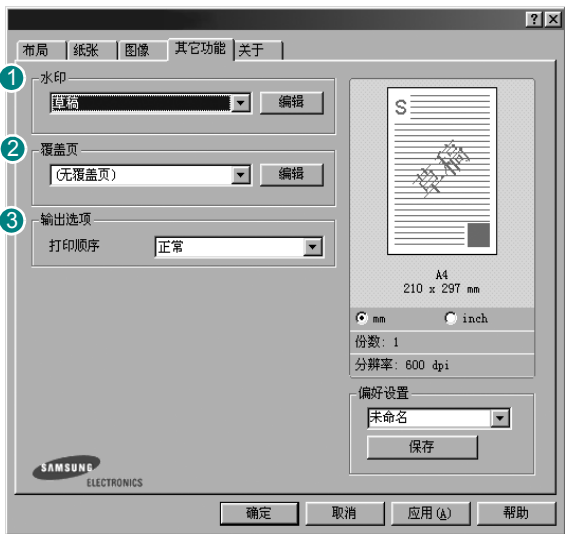 布局 纸张 图像 其它功能 关于
1 水印
草稿 编辑
2 覆盖页
(无覆盖页) 编辑
3 输出选项
打印顺序 正常
S
草稿
A4
210 x 297 mm
mm inch
份数: 1
分辨率: 600 dpi
偏好设置
未命名
保存
SAMSUNG
ELECTRONICS
确定 取消 应用(A) 帮助